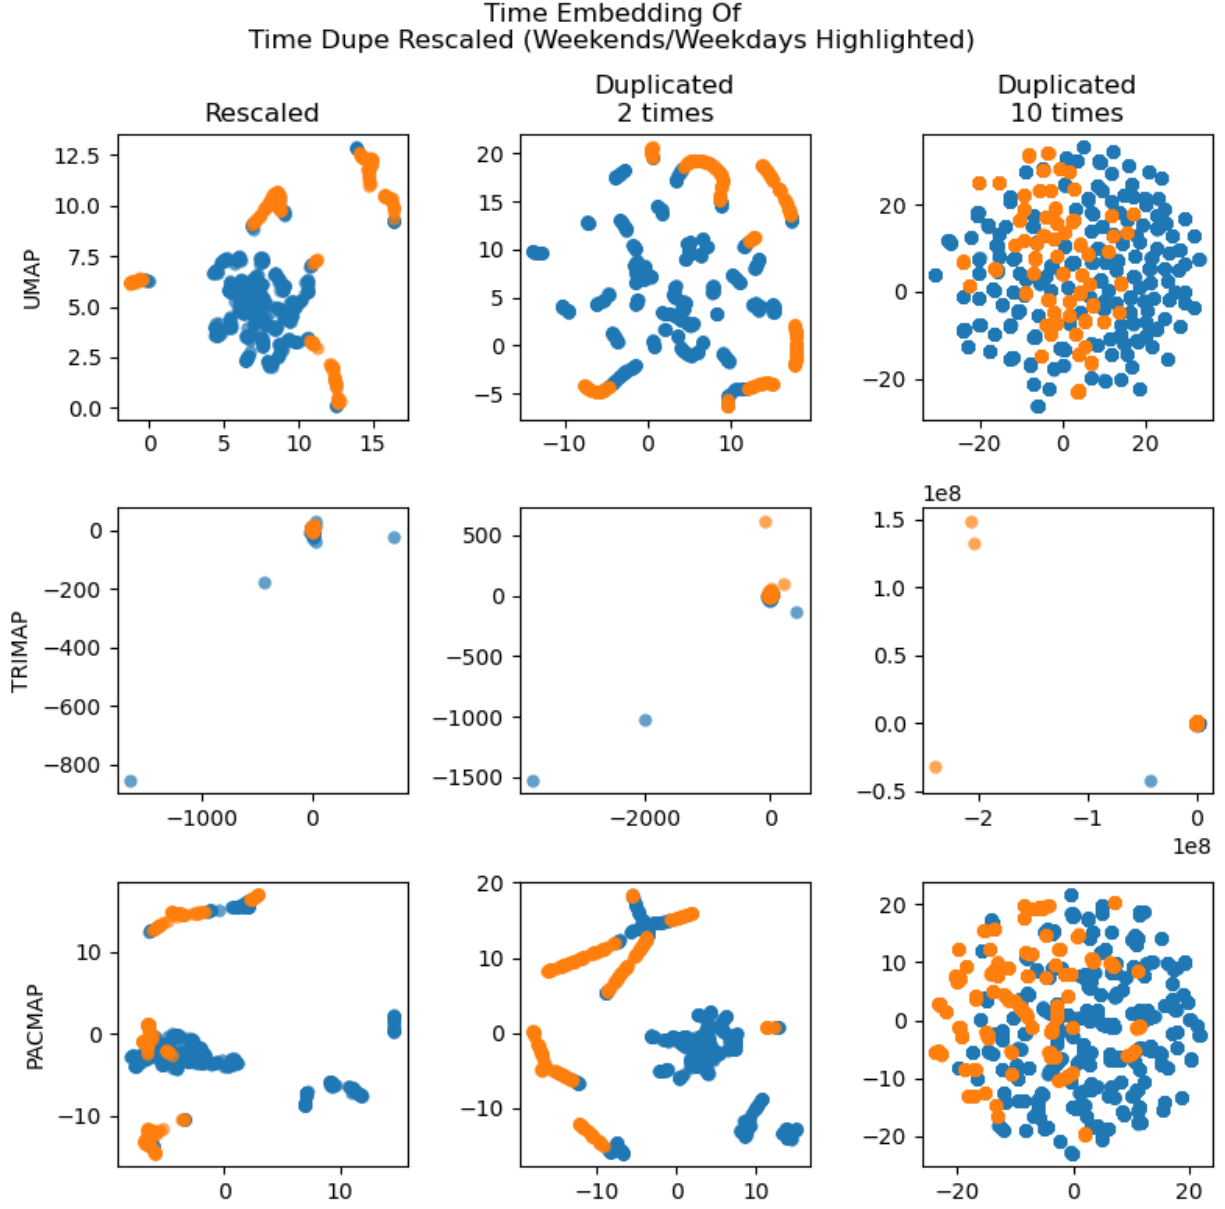 Time Embedding Of
Time Dupe Rescaled (Weekends/Weekdays Highlighted)
Rescaled
Duplicated
2 times
Duplicated
10 times
UMAP
12.5
10.0
7.5
5.0
2.5
0.0
0 5 10 15
20
15
10
5
0
−5
−10 0 10
20
0
−20
−20 0 20
TRIMAP
0
−200
−400
−600
−800
−1000 0
500
0
−500
−1000
−1500
−2000 0
1e8
1.5
1.0
0.5
0.0
−0.5
−2 −1 0
1e8
PACMAP
10
0
−10
0 10
20
10
0
−10
−10 0 10
20
10
0
−10
−20
−20 0 20